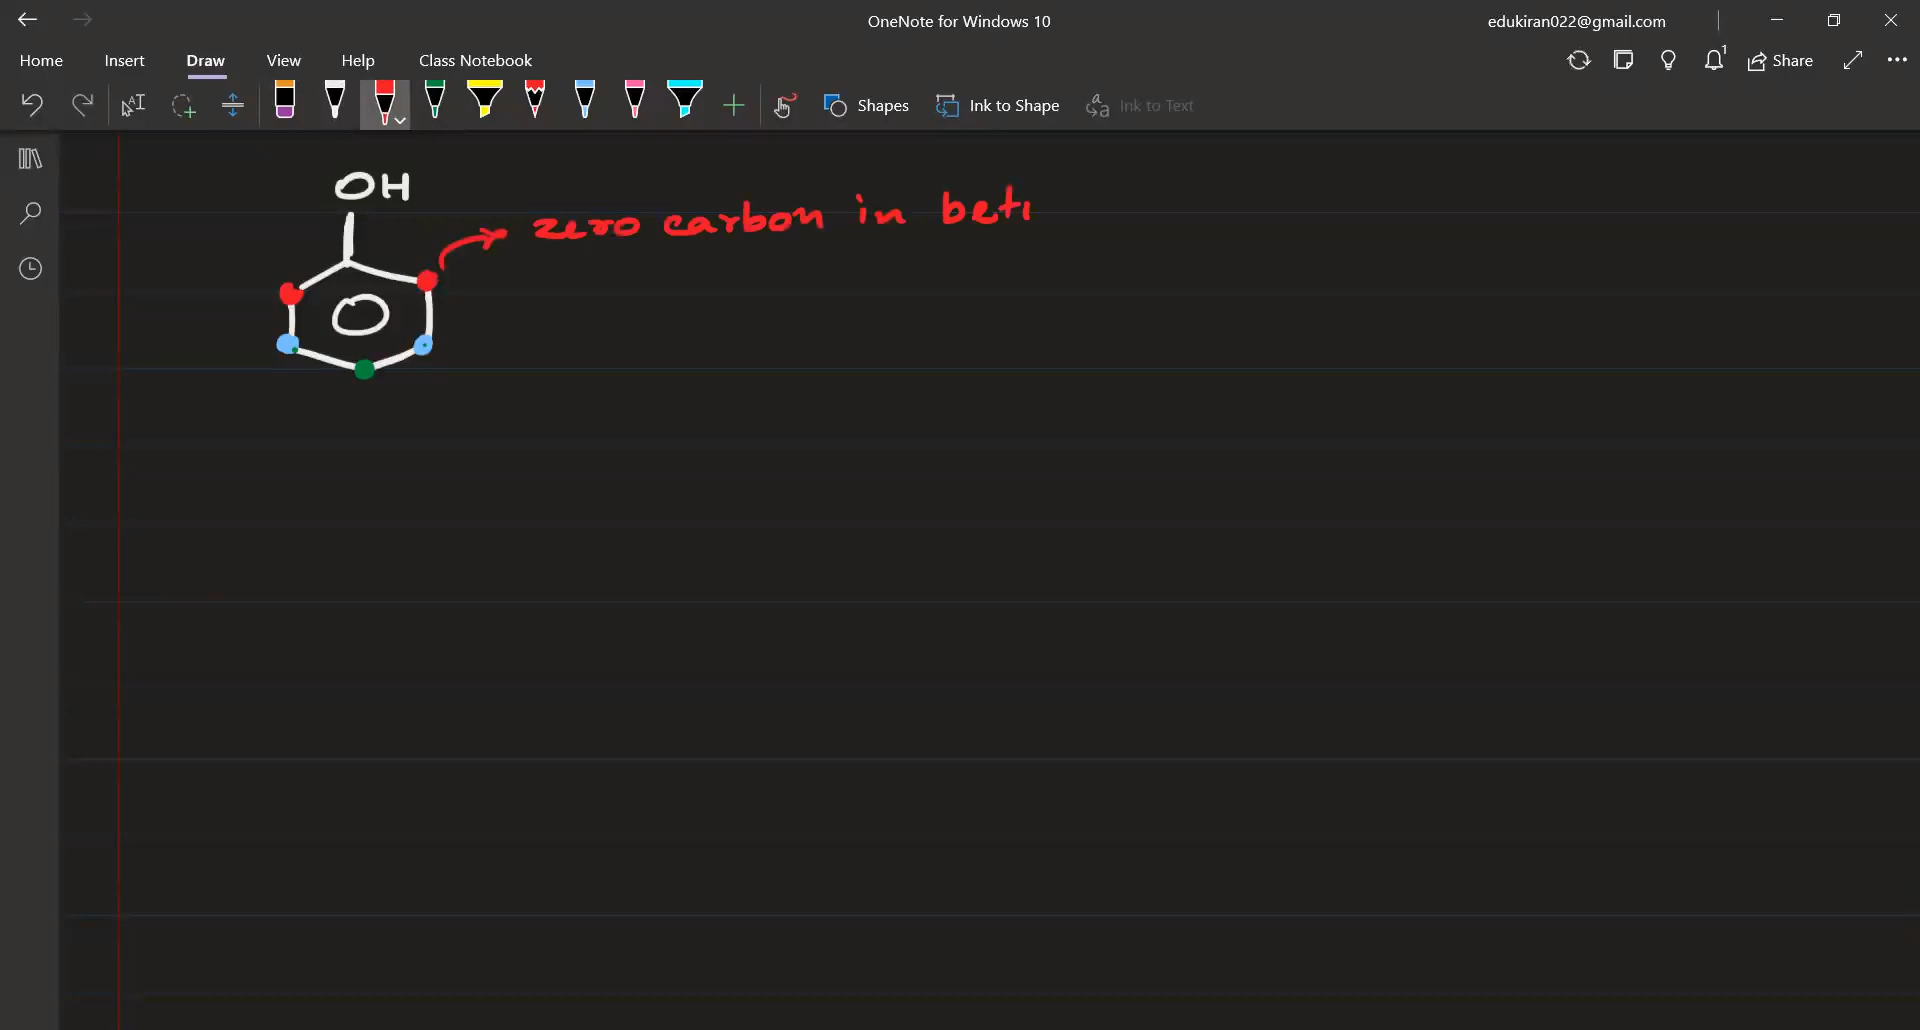 OneNote for Windows 10
edukiran022@gmail.com
Home Insert Draw View Help Class Notebook
1
Share
Shapes
Ink to Shape
Ink to Text
OH
zero carbon in